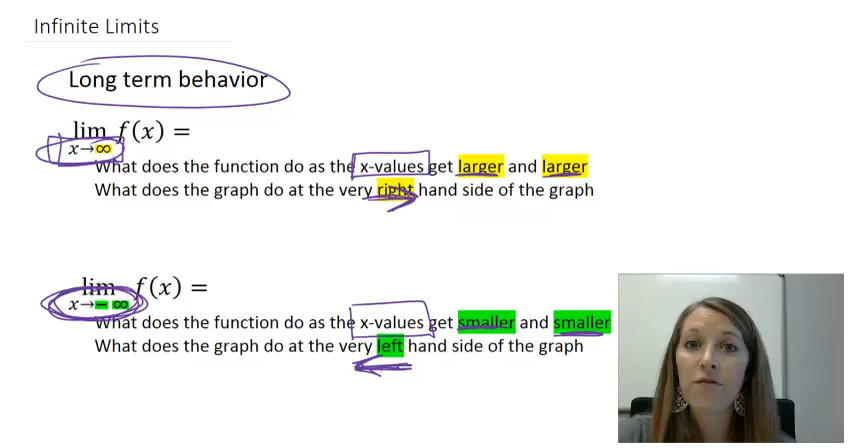 Infinite Limits
Long term behavior
lim f(x) =
x→∞
What does the function do as the x-values get larger and larger
What does the graph do at the very right hand side of the graph
lim f(x) =
x→− ∞
What does the function do as the x-values get smaller and smaller
What does the graph do at the very left hand side of the graph